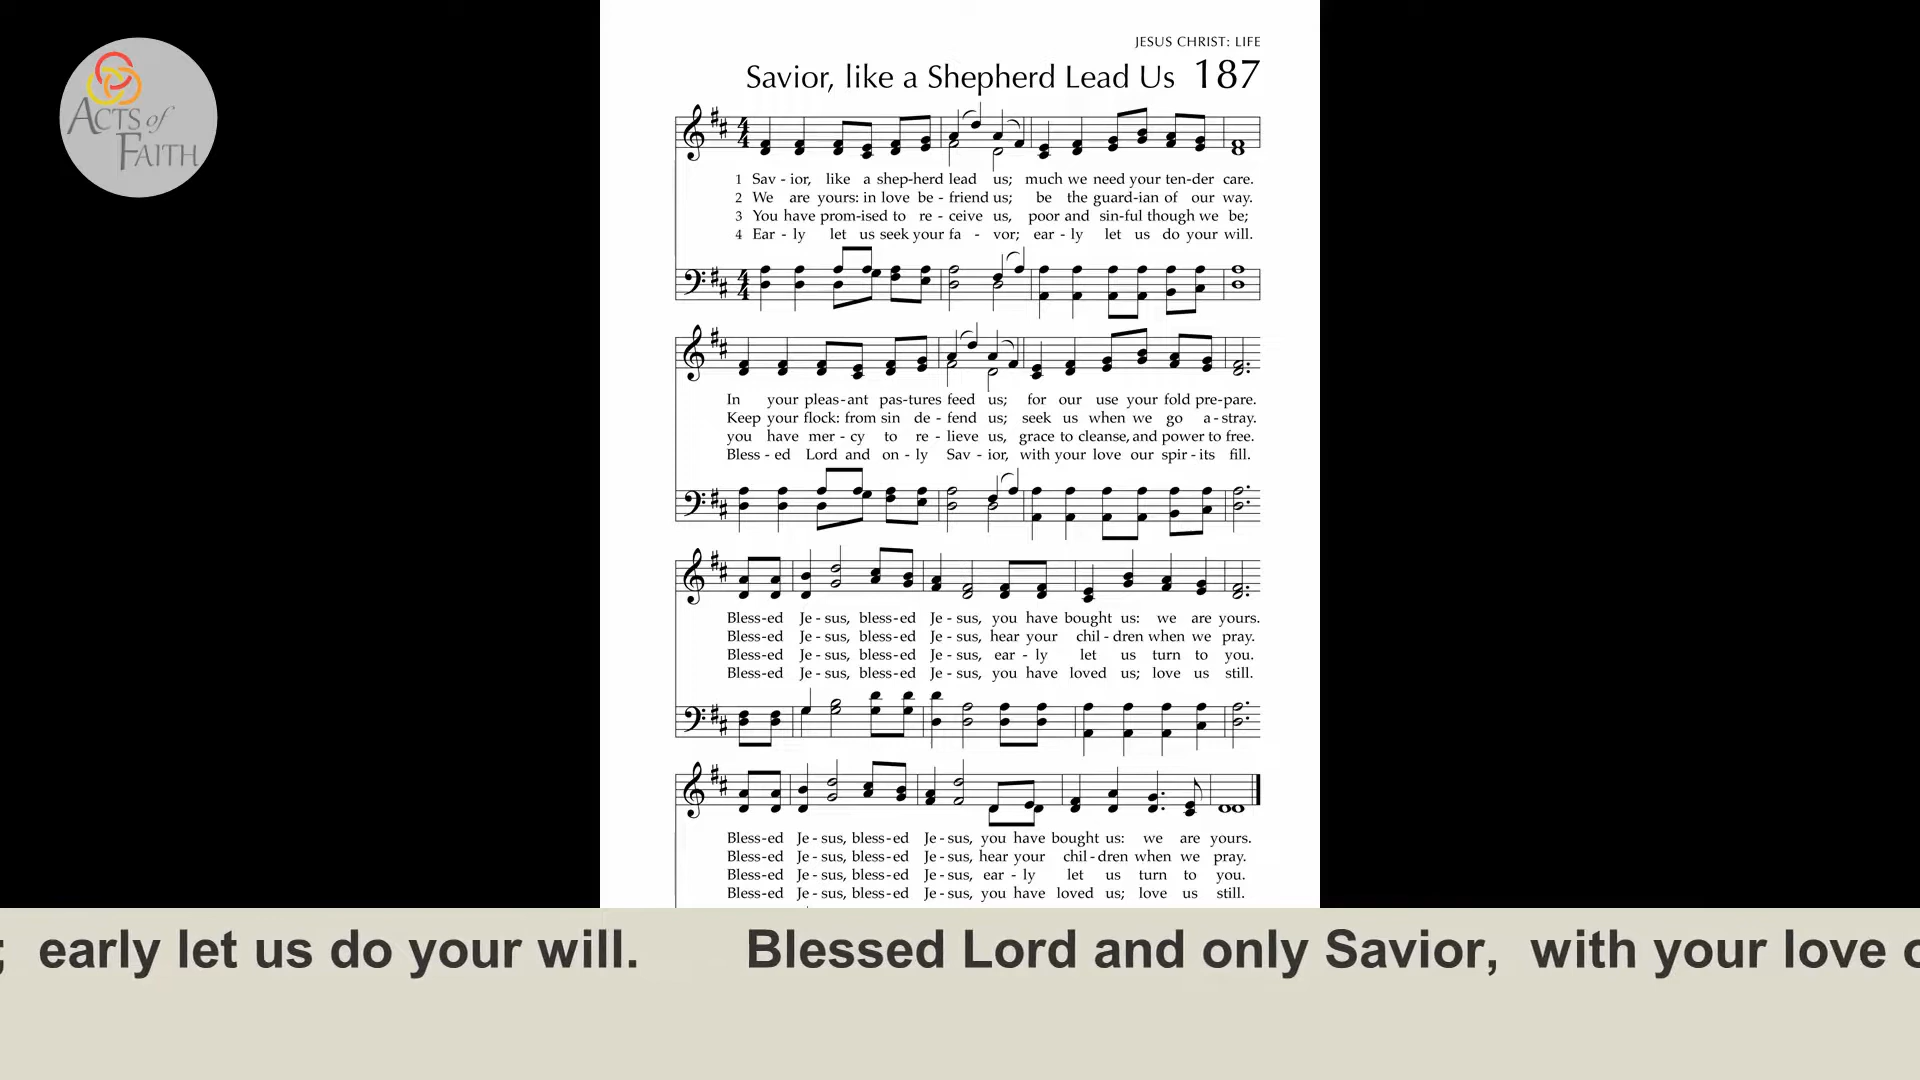 ACTS of
FAITH
JESUS CHRIST: LIFE
Savior, like a Shepherd Lead Us 187
1 Sav - ior, like a shep-herd lead us; much we need your ten-der care.
2 We are yours: in love be - friend us; be the guard-ian of our way.
3 You have prom-ised to re - ceive us, poor and sin-ful though we be;
4 Ear - ly let us seek your fa - vor; ear - ly let us do your will.
In your pleas-ant pas-tures feed us; for our use your fold pre-pare.
Keep your flock: from sin de - fend us; seek us when we go a-stray.
you have mer - cy to re - lieve us, grace to cleanse, and power to free.
Bless - ed Lord and on - ly Sav - ior, with your love our spir - its fill.
Bless-ed Je - sus, bless-ed Je - sus, you have bought us: we are yours.
Bless-ed Je - sus, bless-ed Je - sus, hear your chil - dren when we pray.
Bless-ed Je - sus, bless-ed Je - sus, ear - ly let us turn to you.
Bless-ed Je - sus, bless-ed Je - sus, you have loved us; love us still.
Bless-ed Je - sus, bless-ed Je - sus, you have bought us: we are yours.
Bless-ed Je - sus, bless-ed Je - sus, hear your chil - dren when we pray.
Bless-ed Je - sus, bless-ed Je - sus, ear - ly let us turn to you.
Bless-ed Je - sus, bless-ed Je - sus, you have loved us; love us still.
; early let us do your will. Blessed Lord and only Savior, with your love